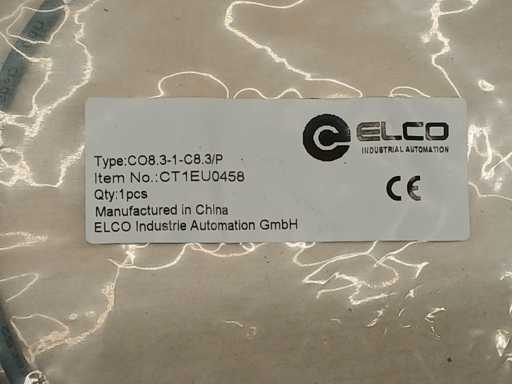 ELCO
INDUSTRIAL AUTOMATION
Type:CO8.3-1-C8.3/P
Item No.:CT1EU0458
Qty:1pcs
Manufactured in China
ELCO Industrie Automation GmbH
CE